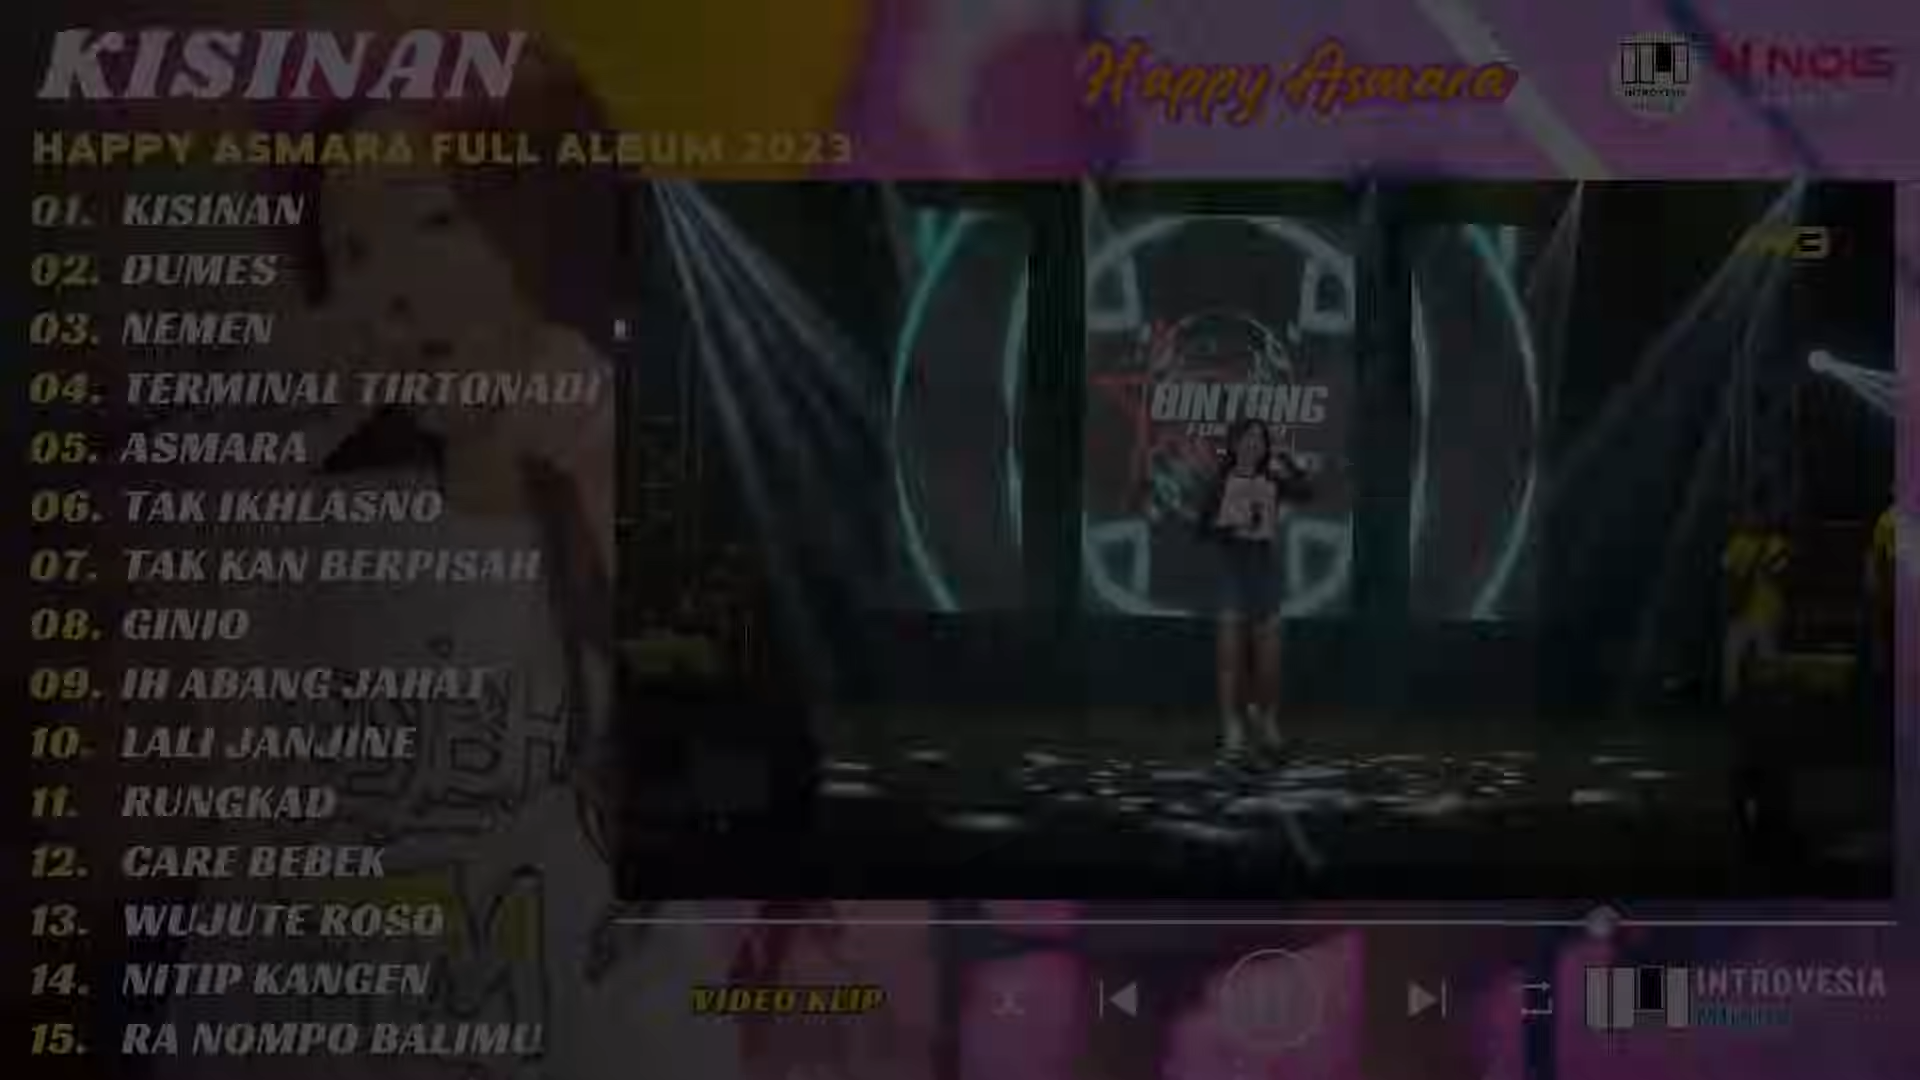 KISINAN
Happy Asmara
HAPPY ASMARA FULL ALBUM 2023
01. KISINAN
02. DUMES
03. NEMEN
04. TERMINAL TIRTONADI
05. ASMARA
06. TAK IKHLASNO
07. TAK KAN BERPISAH
08. GINIO
09. IH ABANG JAHAT
10. LALI JANJINE
11. RUNGKAD
12. CARE BEBEK
13. WUJUTE ROSO
14. NITIP KANGEN
15. RA NOMPO BALIMU
BINTANG
VIDEO KLIP
INTROVESIA